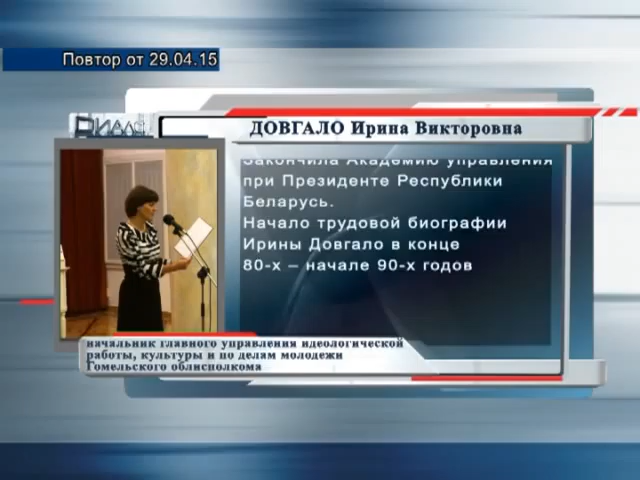 Повтор от 29.04.15
ДОВГАЛО Ирина Викторовна
Закончила Академию управления
при Президенте Республики
Беларусь.
Начало трудовой биографии
Ирины Довгало в конце
80-х – начале 90-х годов
начальник главного управления идеологической
работы, культуры и по делам молодежи
Гомельского облисполкома